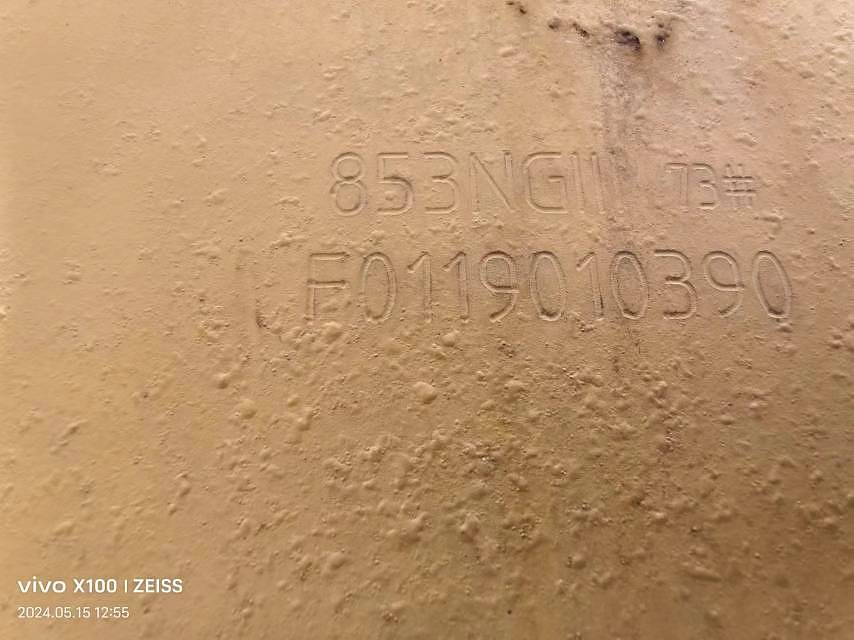 853NGII 73#
F0119010390
vivo X100 | ZEISS
2024.05.15 12:55